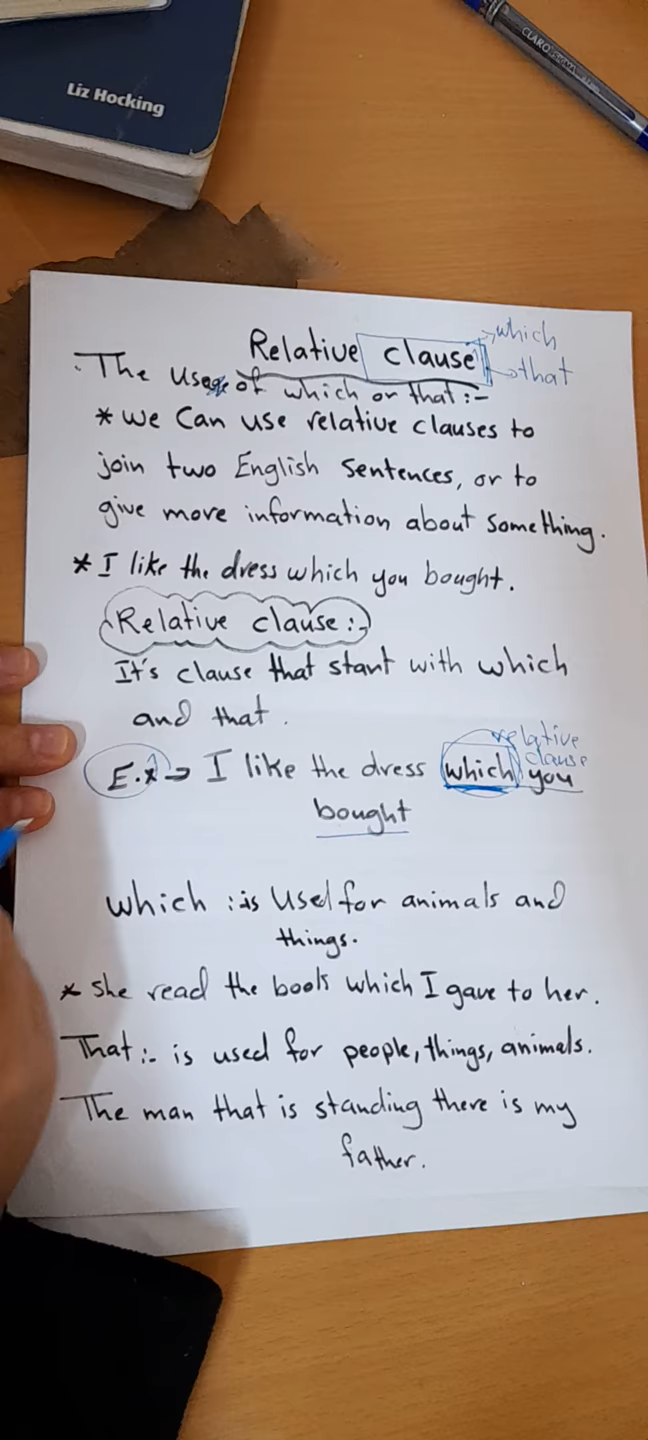 Liz Hocking
CLARO
Relative clause
which
that
The Usage of which or that :-
* we can use relative clauses to
join two English sentences, or to
give more information about something.
* I like the dress which you bought.
Relative clause :-
It's clause that start with which
and that.
relative
clause
E.x → I like the dress which you
bought
which : is Used for animals and
things.
* She read the book which I gave to her.
That :- is used for people, things, animals.
The man that is standing there is my
father.